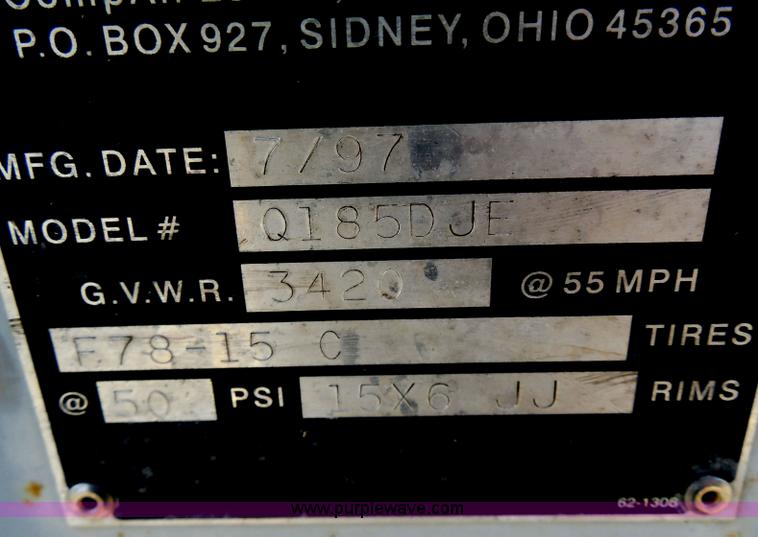 P.O. BOX 927, SIDNEY, OHIO 45365
MFG. DATE: 7/97
MODEL # Q185DJE
G.V.W.R. 3420 @ 55 MPH
F78-15 C TIRES
@ 50 PSI 15X6 JJ RIMS
62-1306
www.purplewave.com